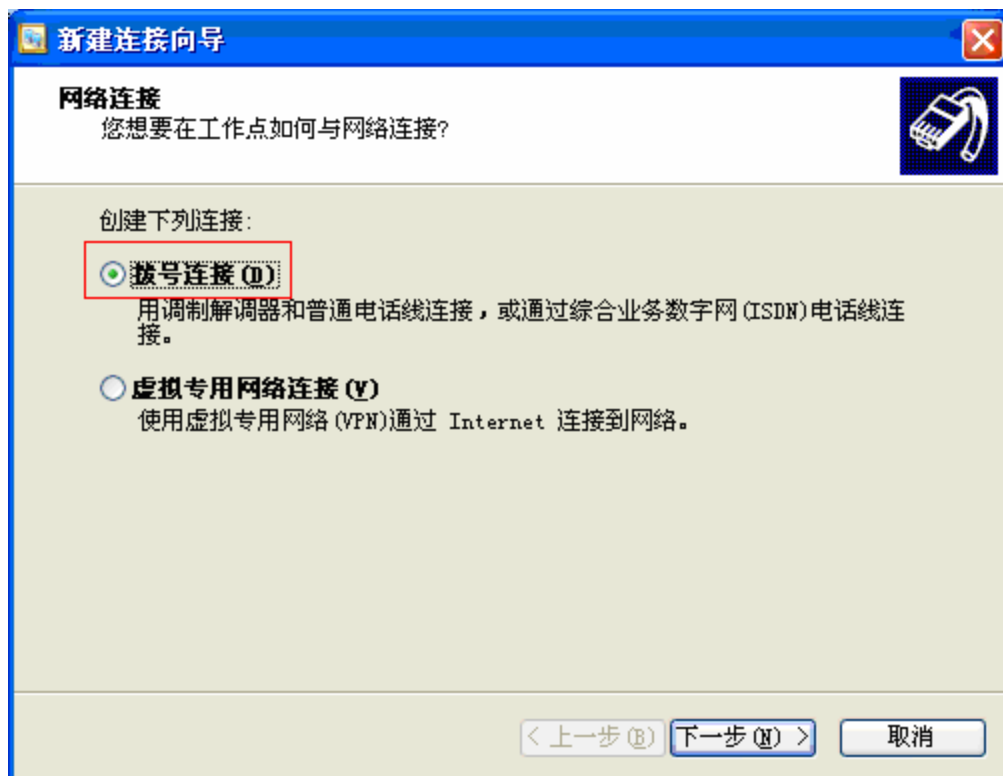 新建连接向导
网络连接
您想要在工作点如何与网络连接?
创建下列连接:
拨号连接(D)
用调制解调器和普通电话线连接，或通过综合业务数字网(ISDN)电话线连
接。
虚拟专用网络连接(V)
使用虚拟专用网络(VPN)通过 Internet 连接到网络。
< 上一步(B) 下一步(N) > 取消